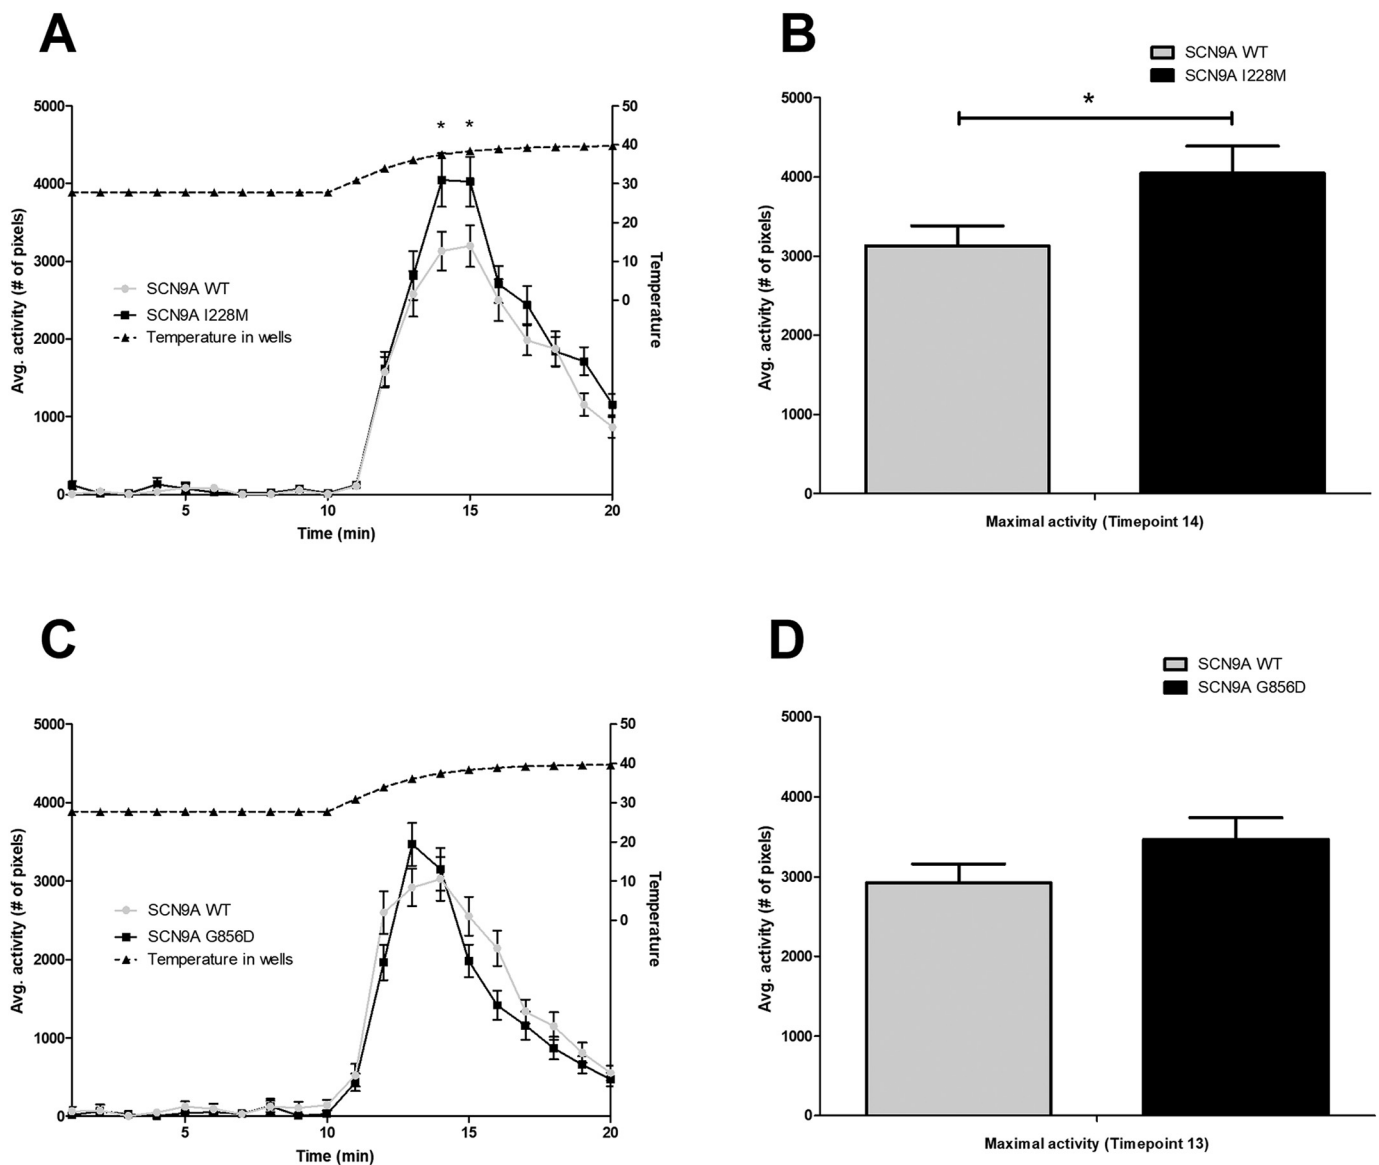 A
5000
4000
3000
2000
1000
0
Avg. activity (# of pixels)
50
40
30
20
10
0
Temperature
* *
SCN9A WT
SCN9A I228M
Temperature in wells
5 10 15 20
Time (min)
B
SCN9A WT
SCN9A I228M
*
5000
4000
3000
2000
1000
0
Avg. activity (# of pixels)
Maximal activity (Timepoint 14)
C
5000
4000
3000
2000
1000
0
Avg. activity (# of pixels)
50
40
30
20
10
0
Temperature
SCN9A WT
SCN9A G856D
Temperature in wells
5 10 15 20
Time (min)
D
SCN9A WT
SCN9A G856D
5000
4000
3000
2000
1000
0
Avg. activity (# of pixels)
Maximal activity (Timepoint 13)